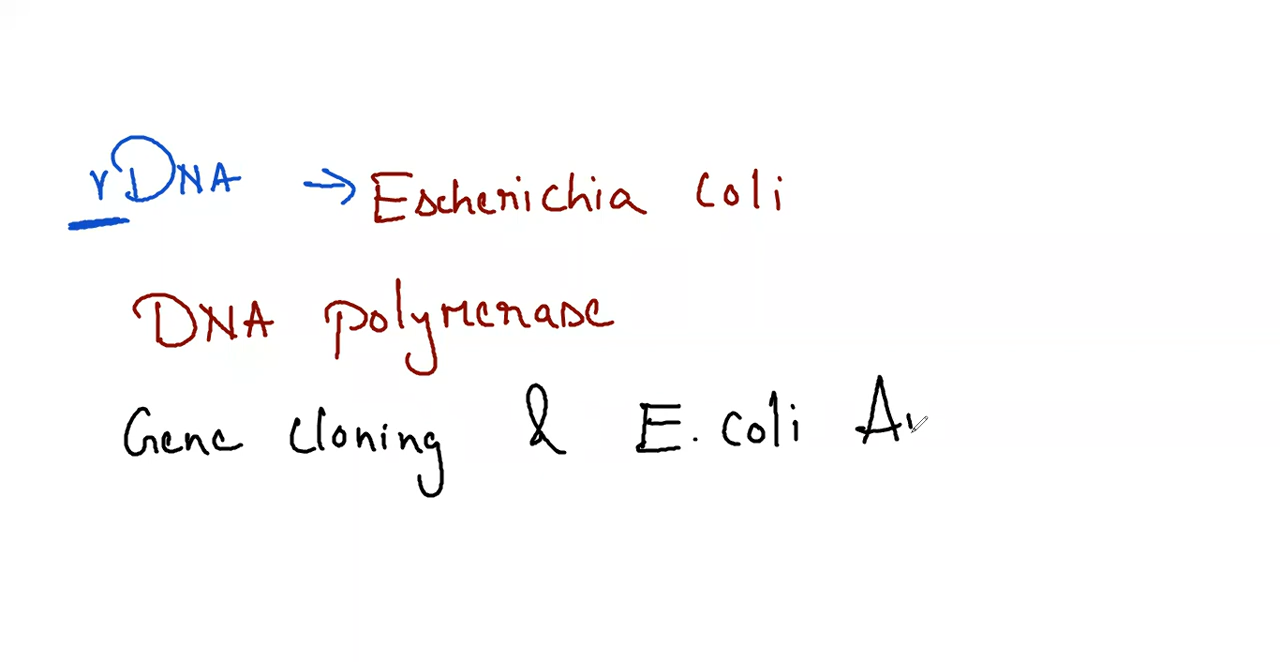 rDNA → Escherichia coli
DNA polymerase
Gene cloning & E. coli